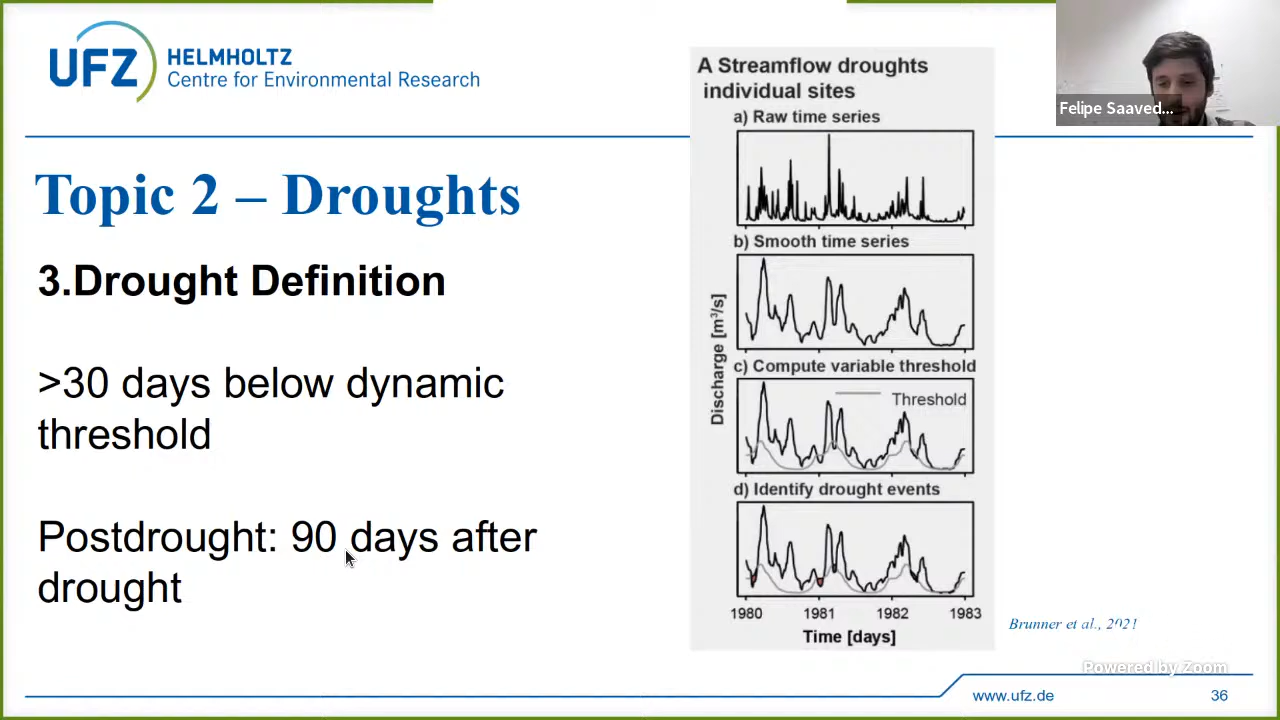 UFZ
HELMHOLTZ
Centre for Environmental Research
Topic 2 – Droughts
3.Drought Definition
>30 days below dynamic
threshold
Postdrought: 90 days after
drought
A Streamflow droughts
individual sites
a) Raw time series
b) Smooth time series
c) Compute variable threshold
Threshold
d) Identify drought events
Discharge [m³/s]
1980 1981 1982 1983
Time [days]
Brunner et al., 2021
Felipe Saaved...
Powered by Zoom
www.ufz.de
36